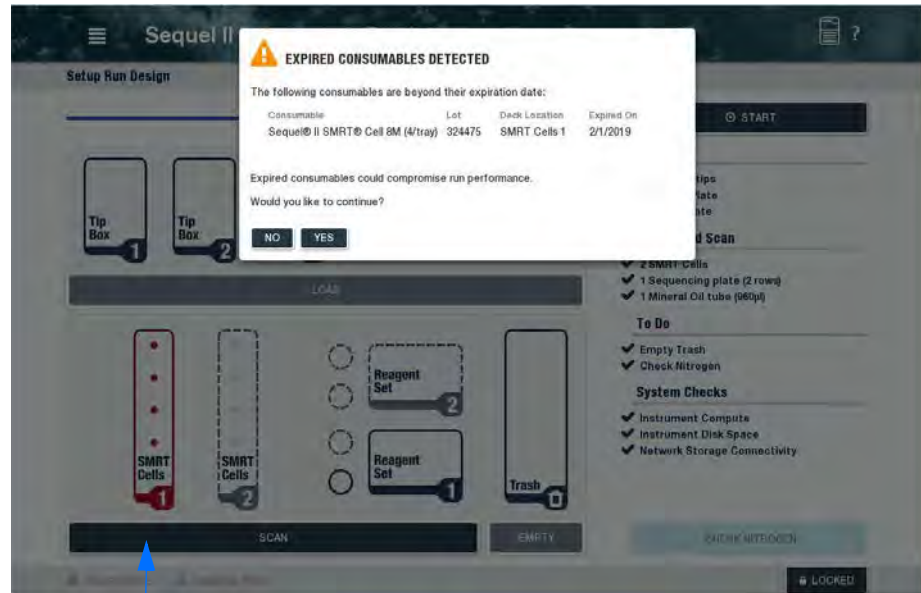 Sequel II
?
Setup Run Design
EXPIRED CONSUMABLES DETECTED
The following consumables are beyond their expiration date:
Consumable Lot Deck Location Expired On
Sequel® II SMRT® Cell 8M (4/tray) 324475 SMRT Cells 1 2/1/2019
Expired consumables could compromise run performance.
Would you like to continue?
NO YES
START
tips
Tip
Box
1
Tip
Box
2
Scan
2 SMRT Cells
1 Sequencing plate (2 rows)
1 Mineral Oil tube (960µl)
LOAD
To Do
Empty Trash
Check Nitrogen
System Checks
Instrument Compute
Instrument Disk Space
Network Storage Connectivity
SMRT
Cells
1
SMRT
Cells
2
Reagent
Set
2
Reagent
Set
1
Trash
SCAN
EMPTY
CHECK NITROGEN
LOCKED